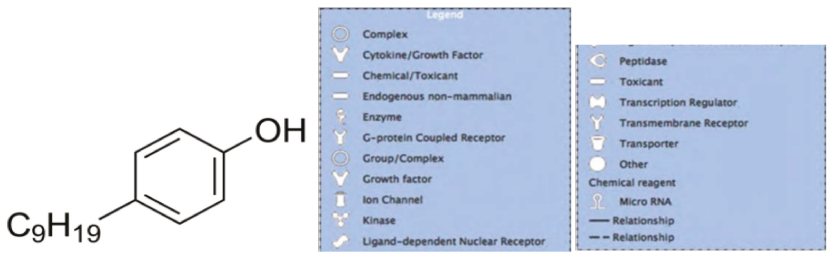 OH
C9H19
Legend
Complex
Cytokine/Growth Factor
Chemical/Toxicant
Endogenous non-mammalian
Enzyme
G-protein Coupled Receptor
Group/Complex
Growth factor
Ion Channel
Kinase
Ligand-dependent Nuclear Receptor
Peptidase
Toxicant
Transcription Regulator
Transmembrane Receptor
Transporter
Other
Chemical reagent
Micro RNA
Relationship
Relationship